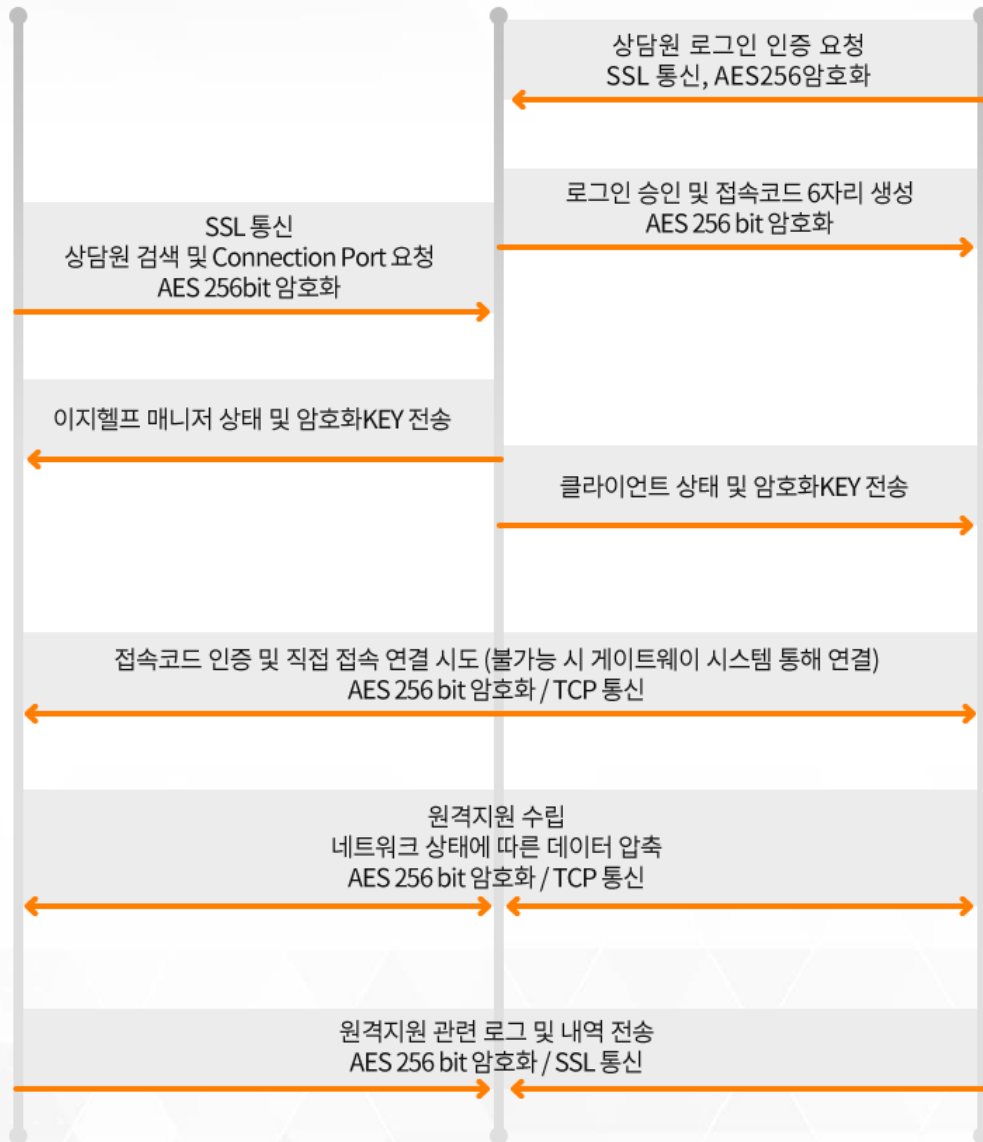 상담원 로그인 인증 요청
SSL 통신, AES256암호화
로그인 승인 및 접속코드 6자리 생성
AES 256 bit 암호화
SSL 통신
상담원 검색 및 Connection Port 요청
AES 256bit 암호화
이지헬프 매니저 상태 및 암호화KEY 전송
클라이언트 상태 및 암호화KEY 전송
접속코드 인증 및 직접 접속 연결 시도 (불가능 시 게이트웨이 시스템 통해 연결)
AES 256 bit 암호화 / TCP 통신
원격지원 수립
네트워크 상태에 따른 데이터 압축
AES 256 bit 암호화 / TCP 통신
원격지원 관련 로그 및 내역 전송
AES 256 bit 암호화 / SSL 통신